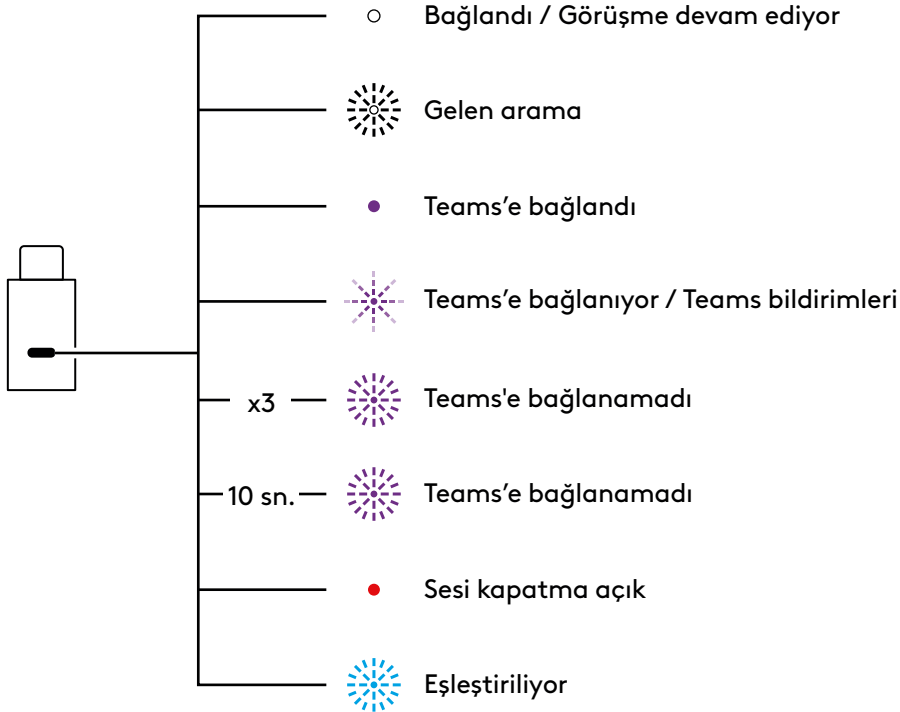 Bağlandı / Görüşme devam ediyor
Gelen arama
Teams’e bağlandı
Teams’e bağlanıyor / Teams bildirimleri
x3 Teams'e bağlanamadı
10 sn. Teams’e bağlanamadı
Sesi kapatma açık
Eşleştiriliyor